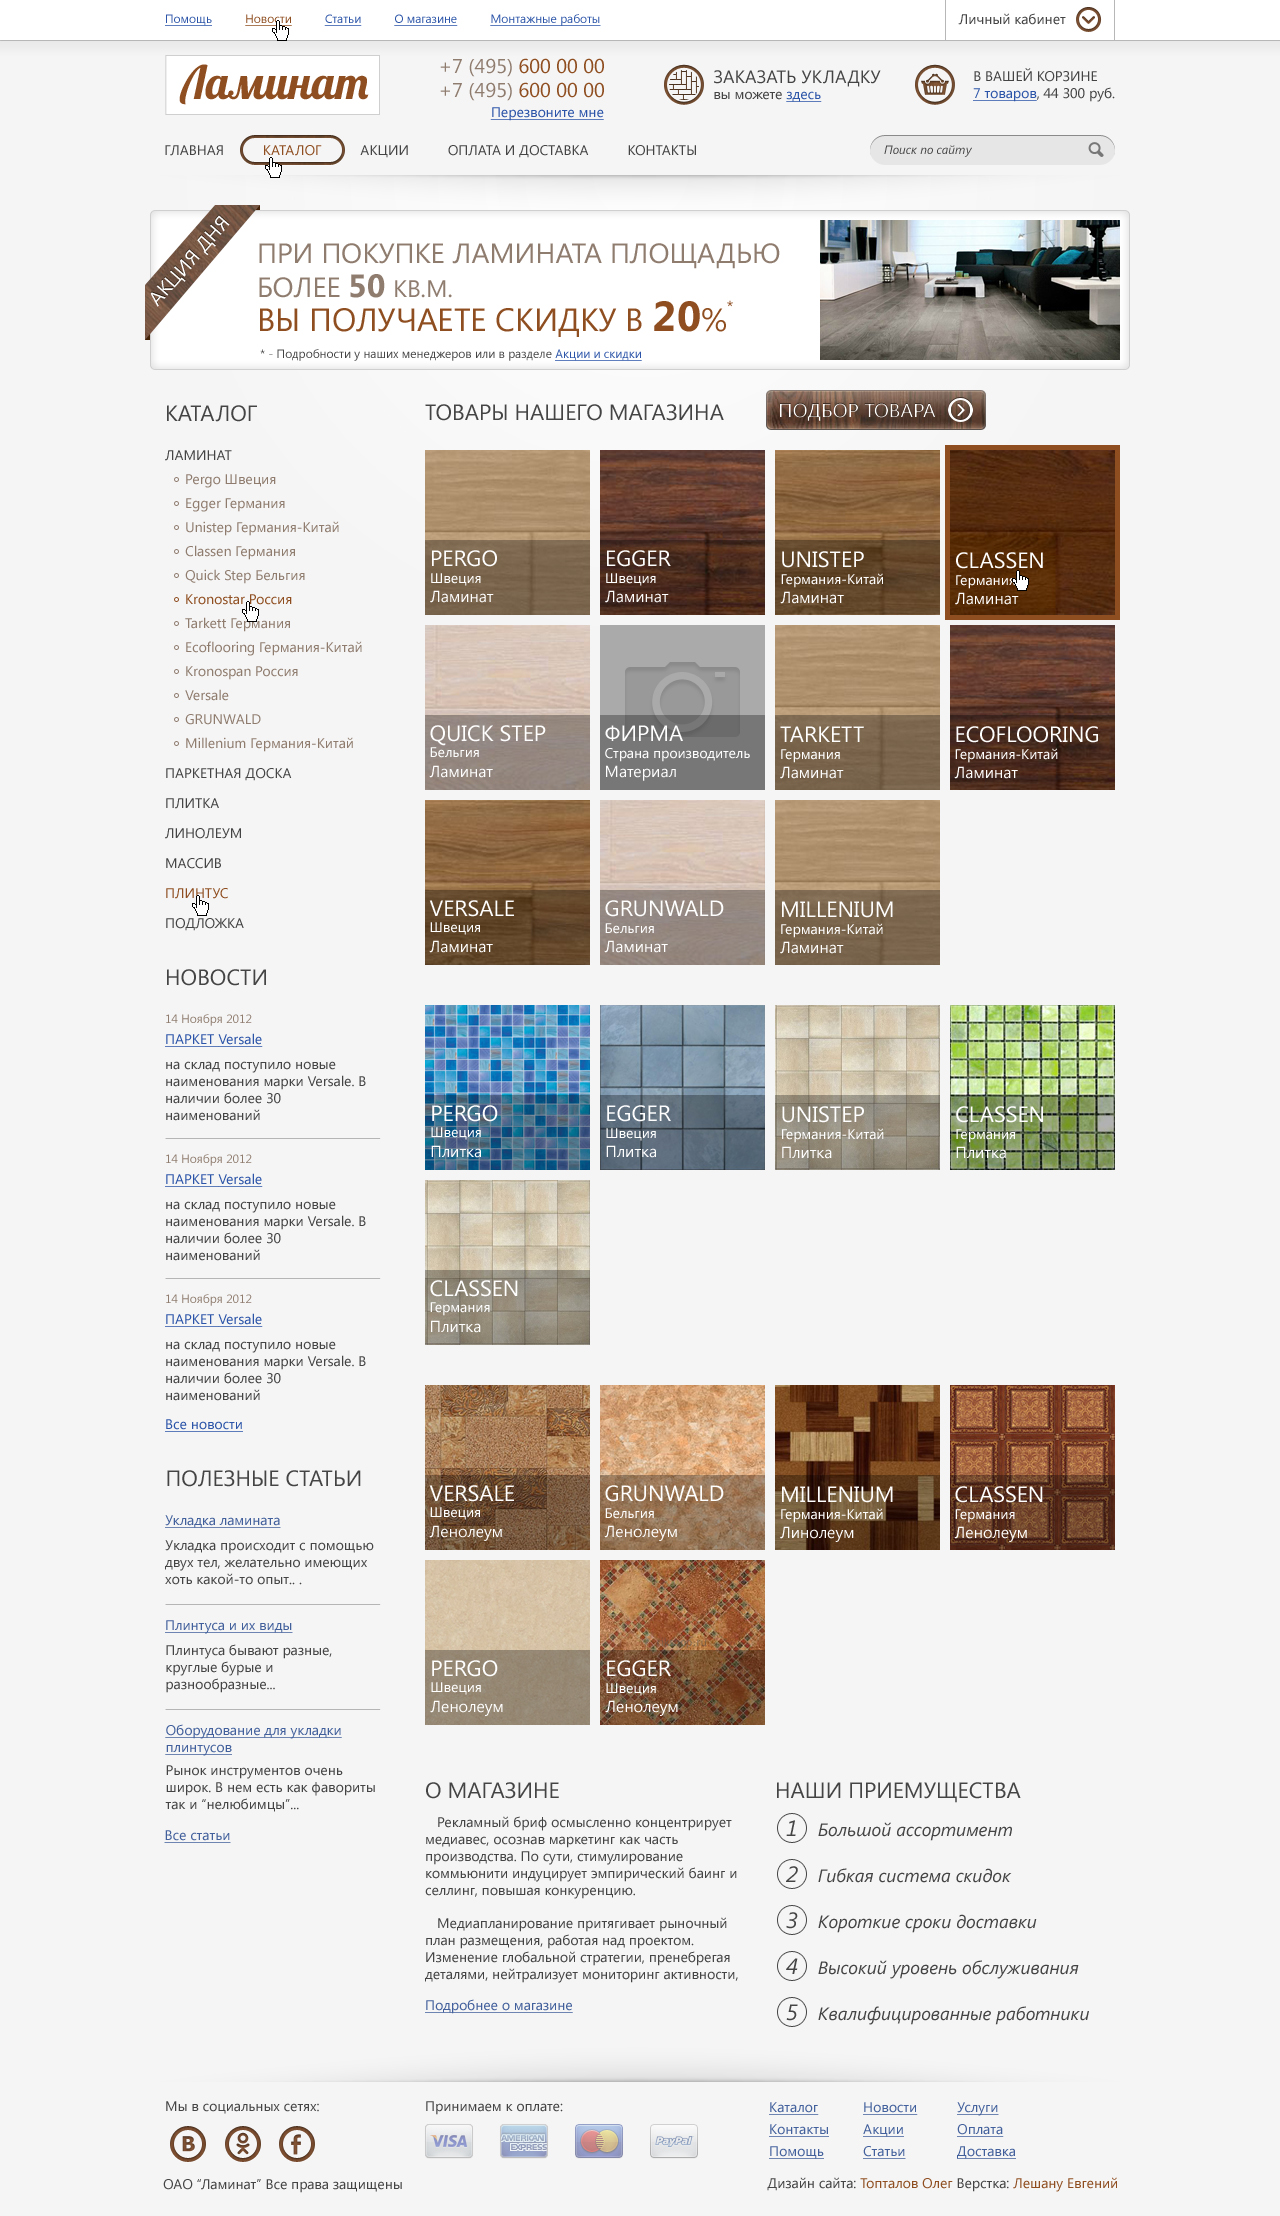 Помощь Новости Статьи О магазине Монтажные работы Личный кабинет
Ламинат
+7 (495) 600 00 00
+7 (495) 600 00 00
Перезвоните мне
ЗАКАЗАТЬ УКЛАДКУ
вы можете здесь
В ВАШЕЙ КОРЗИНЕ
7 товаров, 44 300 руб.
ГЛАВНАЯ КАТАЛОГ АКЦИИ ОПЛАТА И ДОСТАВКА КОНТАКТЫ Поиск по сайту
АКЦИЯ ДНЯ
ПРИ ПОКУПКЕ ЛАМИНАТА ПЛОЩАДЬЮ
БОЛЕЕ 50 КВ.М.
ВЫ ПОЛУЧАЕТЕ СКИДКУ В 20%*
* - Подробности у наших менеджеров или в разделе Акции и скидки
КАТАЛОГ
ЛАМИНАТ
Pergo Швеция
Egger Германия
Unistep Германия-Китай
Classen Германия
Quick Step Бельгия
Kronostar Россия
Tarkett Германия
Ecoflooring Германия-Китай
Kronospan Россия
Versale
GRUNWALD
Millenium Германия-Китай
ПАРКЕТНАЯ ДОСКА
ПЛИТКА
ЛИНОЛЕУМ
МАССИВ
ПЛИНТУС
ПОДЛОЖКА
НОВОСТИ
14 Ноября 2012
ПАРКЕТ Versale
на склад поступило новые
наименования марки Versale. В
наличии более 30
наименований
14 Ноября 2012
ПАРКЕТ Versale
на склад поступило новые
наименования марки Versale. В
наличии более 30
наименований
14 Ноября 2012
ПАРКЕТ Versale
на склад поступило новые
наименования марки Versale. В
наличии более 30
наименований
Все новости
ПОЛЕЗНЫЕ СТАТЬИ
Укладка ламината
Укладка происходит с помощью
двух тел, желательно имеющих
хоть какой-то опыт.. .
Плинтуса и их виды
Плинтуса бывают разные,
круглые бурые и
разнообразные...
Оборудование для укладки
плинтусов
Рынок инструментов очень
широк. В нем есть как фавориты
так и “нелюбимцы”...
Все статьи
ТОВАРЫ НАШЕГО МАГАЗИНА
ПОДБОР ТОВАРА
PERGO
Швеция
Ламинат
EGGER
Швеция
Ламинат
UNISTEP
Германия-Китай
Ламинат
CLASSEN
Германия
Ламинат
QUICK STEP
Бельгия
Ламинат
ФИРМА
Страна производитель
Материал
TARKETT
Германия
Ламинат
ECOFLOORING
Германия-Китай
Ламинат
VERSALE
Швеция
Ламинат
GRUNWALD
Бельгия
Ламинат
MILLENIUM
Германия-Китай
Ламинат
PERGO
Швеция
Плитка
EGGER
Швеция
Плитка
UNISTEP
Германия-Китай
Плитка
CLASSEN
Германия
Плитка
CLASSEN
Германия
Плитка
VERSALE
Швеция
Ленолеум
GRUNWALD
Бельгия
Ленолеум
MILLENIUM
Германия-Китай
Линолеум
CLASSEN
Германия
Ленолеум
PERGO
Швеция
Ленолеум
EGGER
Швеция
Ленолеум
О МАГАЗИНЕ
Рекламный бриф осмысленно концентрирует
медиавес, осознав маркетинг как часть
производства. По сути, стимулирование
коммьюнити индуцирует эмпирический баинг и
селлинг, повышая конкуренцию.
Медиапланирование притягивает рыночный
план размещения, работая над проектом.
Изменение глобальной стратегии, пренебрегая
деталями, нейтрализует мониторинг активности,
Подробнее о магазине
НАШИ ПРИЕМУЩЕСТВА
1 Большой ассортимент
2 Гибкая система скидок
3 Короткие сроки доставки
4 Высокий уровень обслуживания
5 Квалифицированные работники
Мы в социальных сетях:
В f
ОАО “Ламинат” Все права защищены
Принимаем к оплате:
VISA AMERICAN EXPRESS MasterCard PayPal
Каталог Новости Услуги
Контакты Акции Оплата
Помощь Статьи Доставка
Дизайн сайта: Топталов Олег Верстка: Лешану Евгений